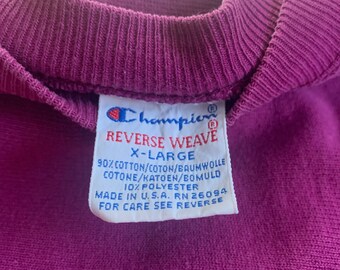 Champion®
REVERSE WEAVE®
X-LARGE
90% COTTON/COTON/BAUMWOLLE
COTONE/KATOEN/BOMULD
10% POLYESTER
MADE IN U.S.A. RN 26094
FOR CARE SEE REVERSE